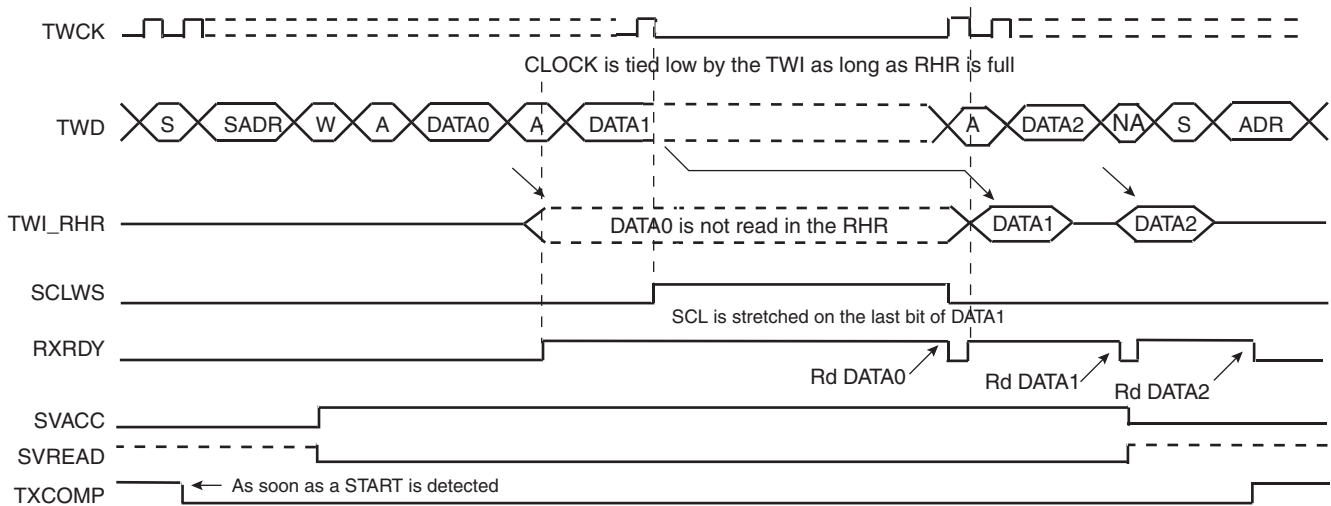 TWCK
CLOCK is tied low by the TWI as long as RHR is full
TWD S SADR W A DATA0 A DATA1 A DATA2 NA S ADR
TWI_RHR DATA0 is not read in the RHR DATA1 DATA2
SCLWS
SCL is stretched on the last bit of DATA1
RXRDY
Rd DATA0 Rd DATA1 Rd DATA2
SVACC
SVREAD
TXCOMP As soon as a START is detected